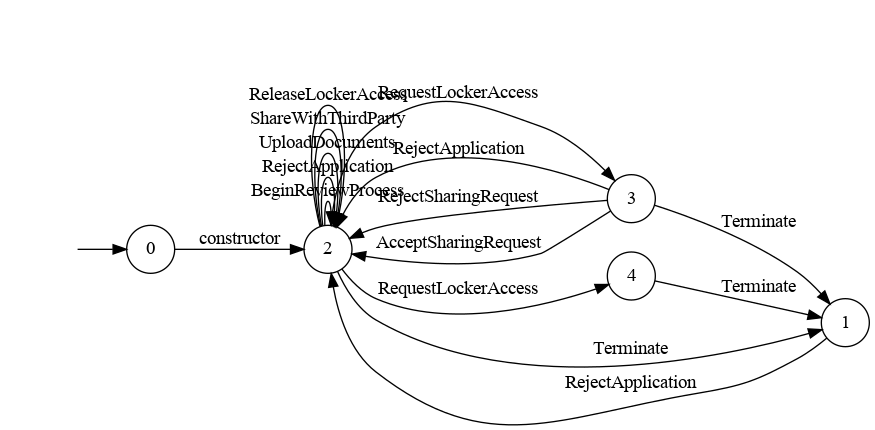 ReleaseLockerAccess
RequestLockerAccess
ShareWithThirdParty
UploadDocuments
RejectApplication
RejectApplication
BeginReviewProcess
RejectSharingRequest
3
Terminate
constructor
0
2
AcceptSharingRequest
4
Terminate
RequestLockerAccess
1
Terminate
RejectApplication